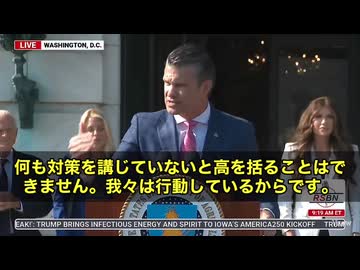 LIVE WASHINGTON, D.C.
何も対策を講じていないと高を括ることはで
きません。我々は行動しているからです。
RSBN
9:19 AM ET
EAK!: TRUMP BRINGS INFECTIOUS ENERGY AND SPIRIT TO IOWA'S AMERICA250 KICKOFF TRUM